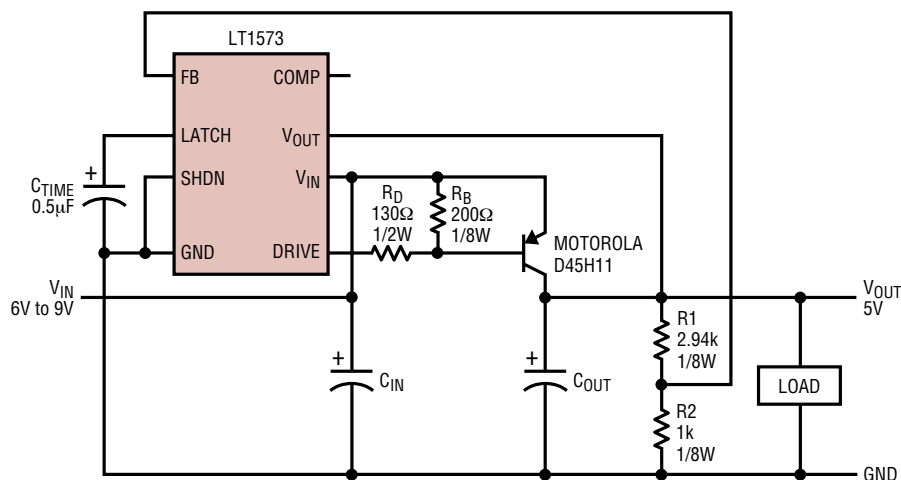 LT1573
FB
COMP
LATCH
VOUT
SHDN
VIN
GND
DRIVE
+
CTIME
0.5µF
RD
130Ω
1/2W
RB
200Ω
1/8W
MOTOROLA
D45H11
VIN
6V to 9V
VOUT
5V
+
CIN
+
COUT
R1
2.94k
1/8W
R2
1k
1/8W
LOAD
GND